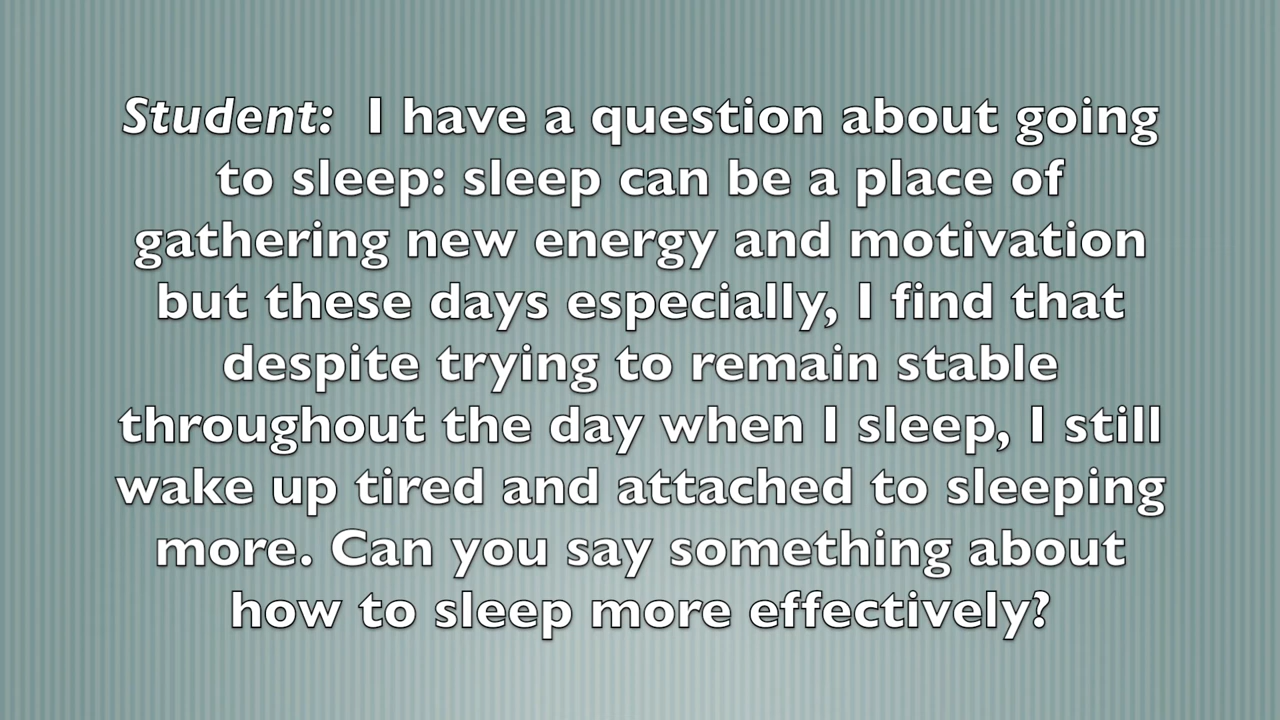 Student: I have a question about going
to sleep: sleep can be a place of
gathering new energy and motivation
but these days especially, I find that
despite trying to remain stable
throughout the day when I sleep, I still
wake up tired and attached to sleeping
more. Can you say something about
how to sleep more effectively?